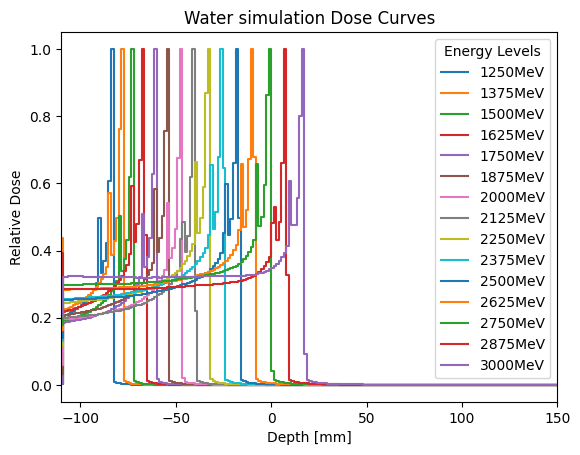 Water simulation Dose Curves
Relative Dose
1.0
0.8
0.6
0.4
0.2
0.0
−100
−50
0
50
100
150
Depth [mm]
Energy Levels
1250MeV
1375MeV
1500MeV
1625MeV
1750MeV
1875MeV
2000MeV
2125MeV
2250MeV
2375MeV
2500MeV
2625MeV
2750MeV
2875MeV
3000MeV